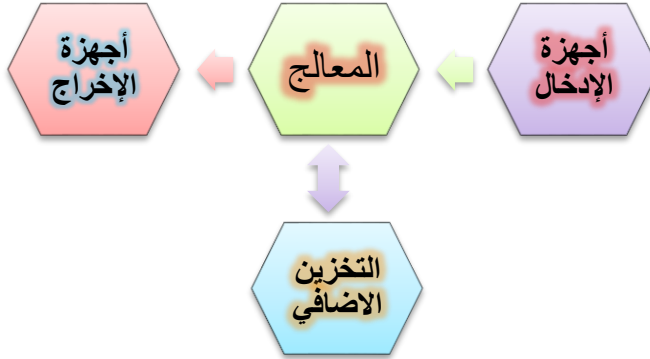 أجهزة
الإدخال
المعالج
أجهزة
الإخراج
التخزين
الاضافي